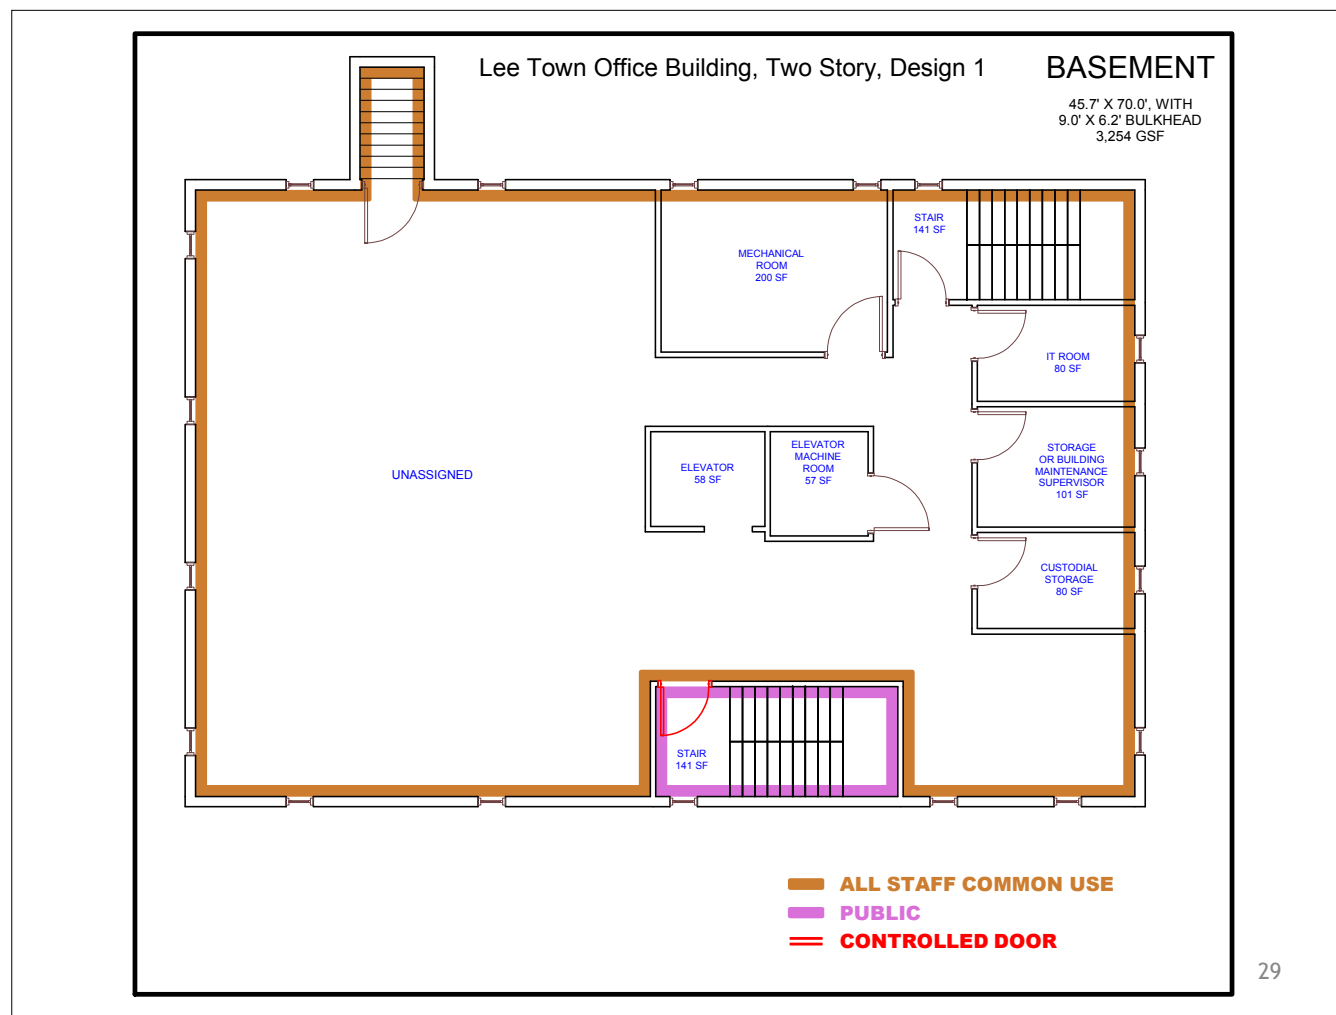 Lee Town Office Building, Two Story, Design 1
BASEMENT
45.7' X 70.0', WITH
9.0' X 6.2' BULKHEAD
3,254 GSF
STAIR
141 SF
MECHANICAL
ROOM
200 SF
IT ROOM
80 SF
UNASSIGNED
ELEVATOR
58 SF
ELEVATOR
MACHINE
ROOM
57 SF
STORAGE
OR BUILDING
MAINTENANCE
SUPERVISOR
101 SF
CUSTODIAL
STORAGE
80 SF
STAIR
141 SF
ALL STAFF COMMON USE
PUBLIC
CONTROLLED DOOR
29